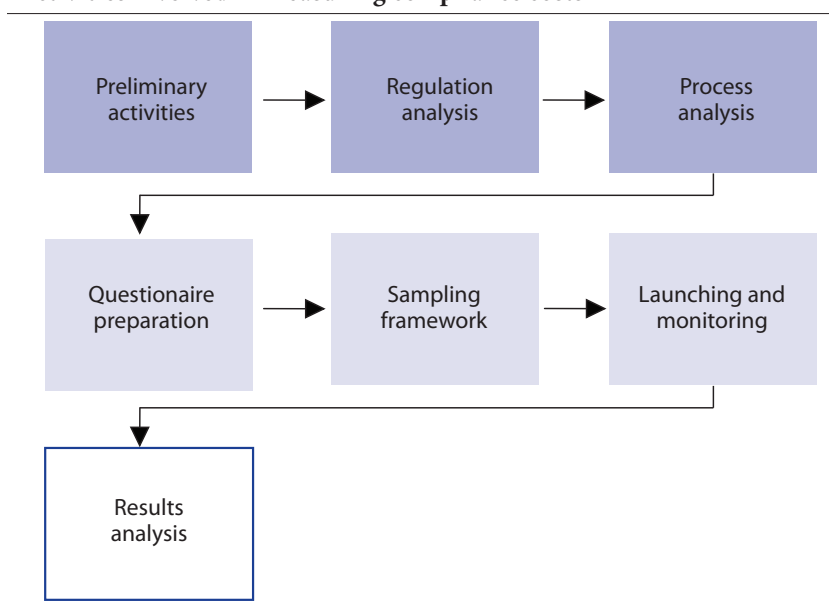 Preliminary
activities
Regulation
analysis
Process
analysis
Questionaire
preparation
Sampling
framework
Launching and
monitoring
Results
analysis